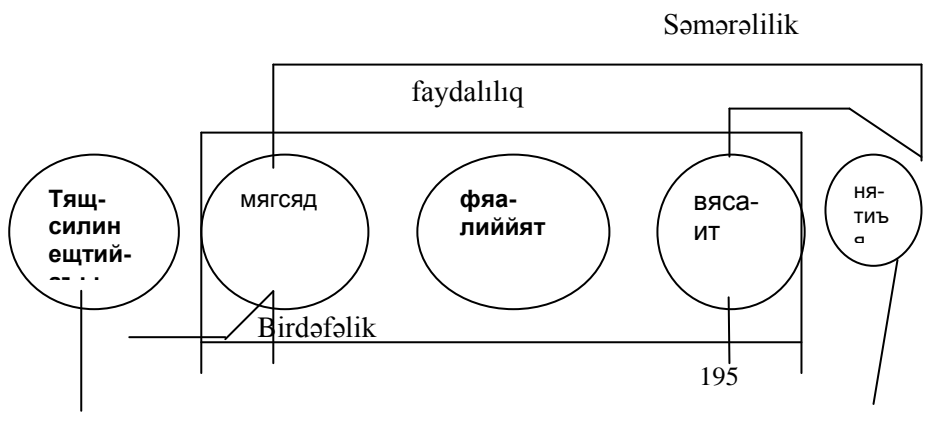 Səmərəlilik
faydalılıq
Тящ-
силин
ещтий-
мягсяд
фяа-
лиййят
вяса-
ит
ня-
тиъ
Birdəfəlik
195